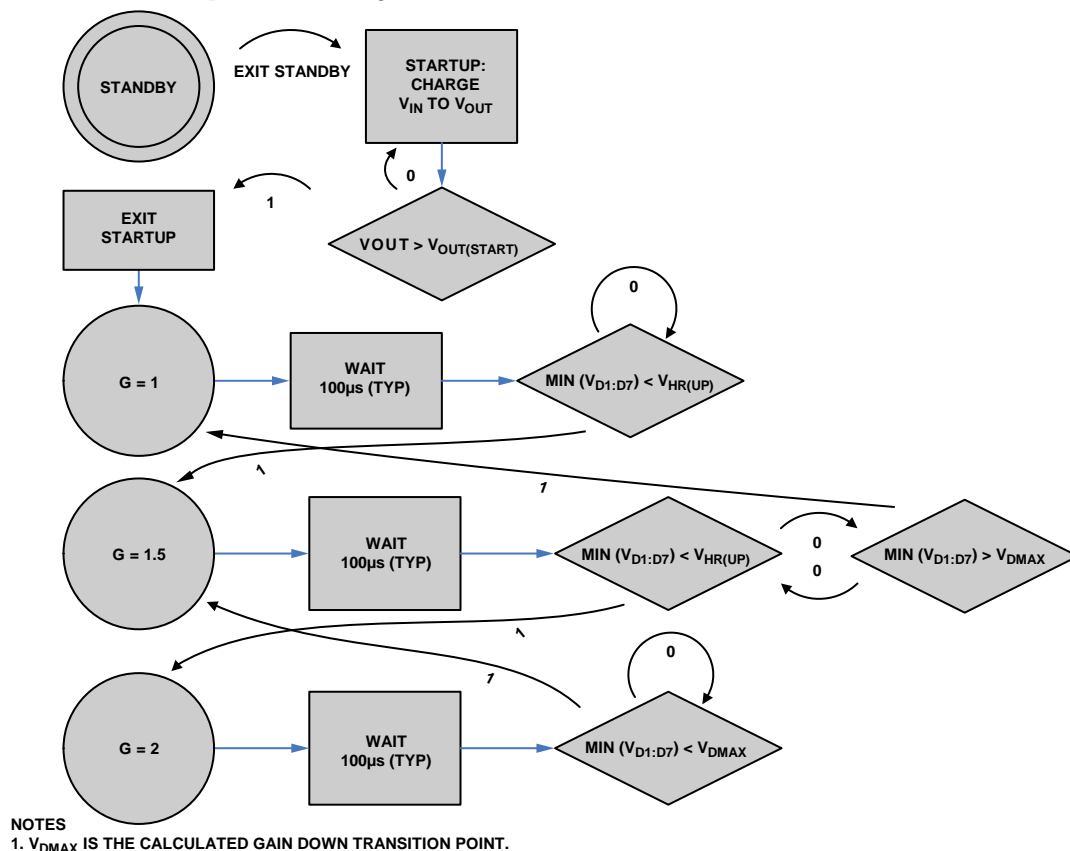 STANDBY
EXIT STANDBY
STARTUP:
CHARGE
VIN TO VOUT
0
1
EXIT
STARTUP
VOUT > VOUT(START)
0
G = 1
WAIT
100µs (TYP)
MIN (VD1:D7) < VHR(UP)
1
1
G = 1.5
WAIT
100µs (TYP)
MIN (VD1:D7) < VHR(UP)
0
0
MIN (VD1:D7) > VDMAX
1
1
0
G = 2
WAIT
100µs (TYP)
MIN (VD1:D7) < VDMAX
NOTES
1. VDMAX IS THE CALCULATED GAIN DOWN TRANSITION POINT.